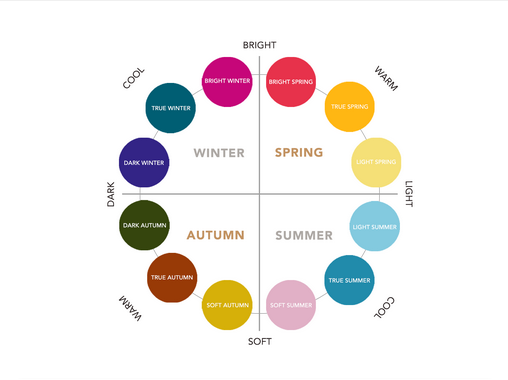 BRIGHT
COOL
WARM
BRIGHT WINTER
BRIGHT SPRING
TRUE WINTER
TRUE SPRING
WINTER
SPRING
DARK WINTER
LIGHT SPRING
DARK
LIGHT
DARK AUTUMN
LIGHT SUMMER
AUTUMN
SUMMER
TRUE AUTUMN
TRUE SUMMER
WARM
COOL
SOFT AUTUMN
SOFT SUMMER
SOFT